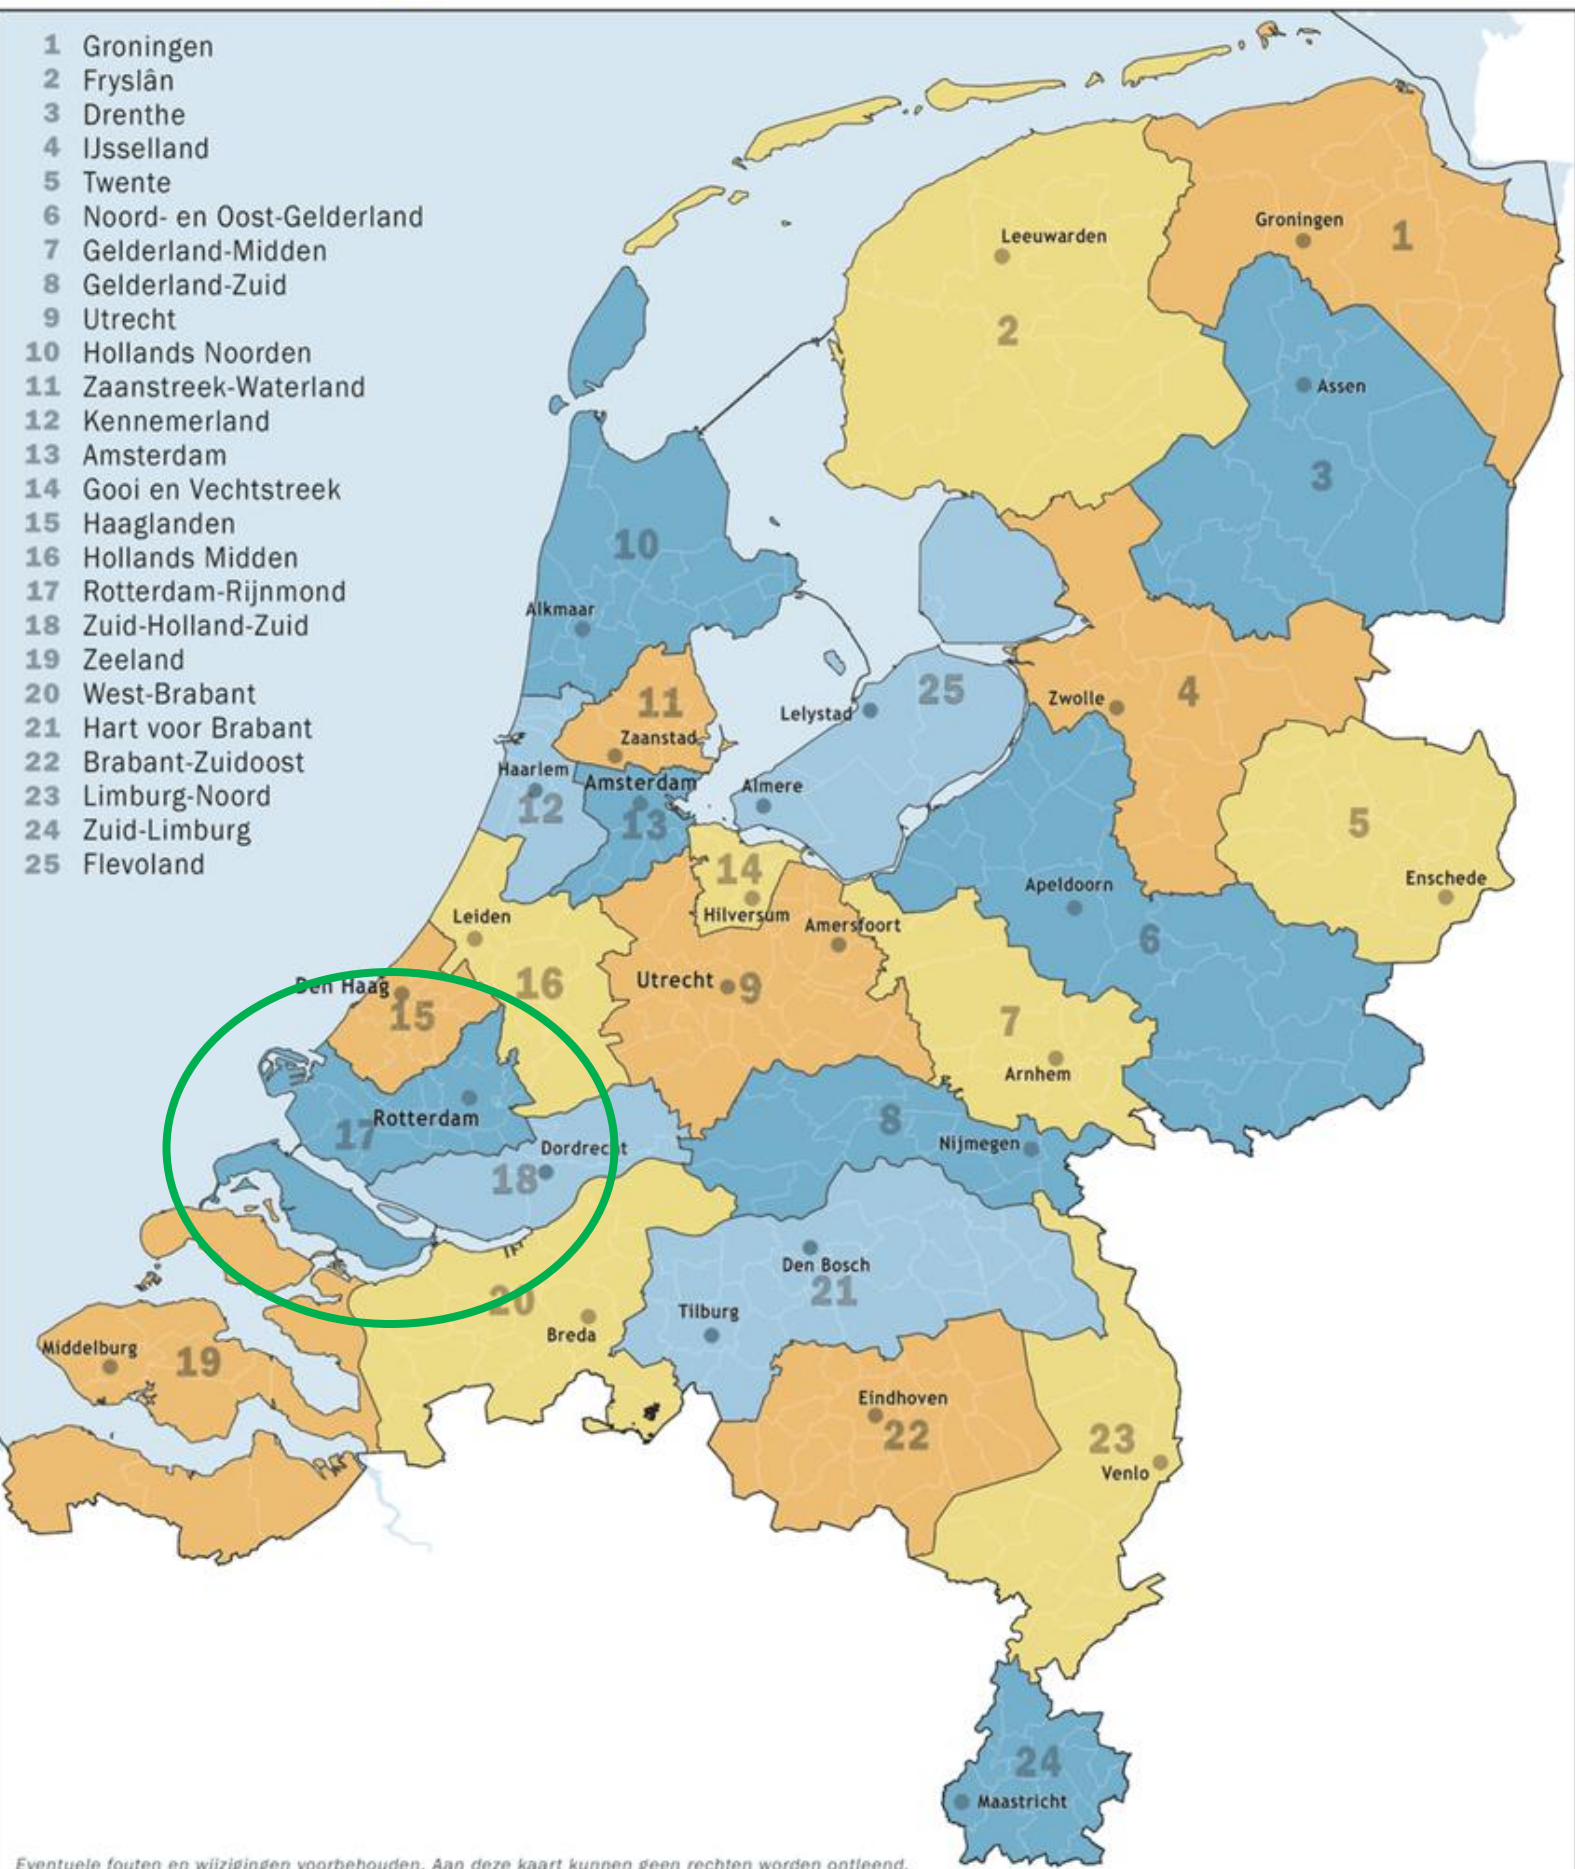 1 Groningen
2 Fryslân
3 Drenthe
4 IJsselland
5 Twente
6 Noord- en Oost-Gelderland
7 Gelderland-Midden
8 Gelderland-Zuid
9 Utrecht
10 Hollands Noorden
11 Zaanstreek-Waterland
12 Kennemerland
13 Amsterdam
14 Gooi en Vechtstreek
15 Haaglanden
16 Hollands Midden
17 Rotterdam-Rijnmond
18 Zuid-Holland-Zuid
19 Zeeland
20 West-Brabant
21 Hart voor Brabant
22 Brabant-Zuidoost
23 Limburg-Noord
24 Zuid-Limburg
25 Flevoland
Groningen
1
Leeuwarden
2
Assen
3
10
Alkmaar
11
Zaanstad
Lelystad
25
Zwolle
4
Haarlem
12
Amsterdam
13
Almere
5
Enschede
14
Hilversum
Apeldoorn
6
Leiden
Amersfoort
Den Haag
15
16
Utrecht
9
7
Arnhem
Rotterdam
17
8
Nijmegen
Dordrecht
18
Den Bosch
21
Tilburg
20
Breda
Middelburg
19
Eindhoven
22
23
Venlo
24
Maastricht
Eventuele fouten en wijzigingen voorbehouden. Aan deze kaart kunnen geen rechten worden ontleend.